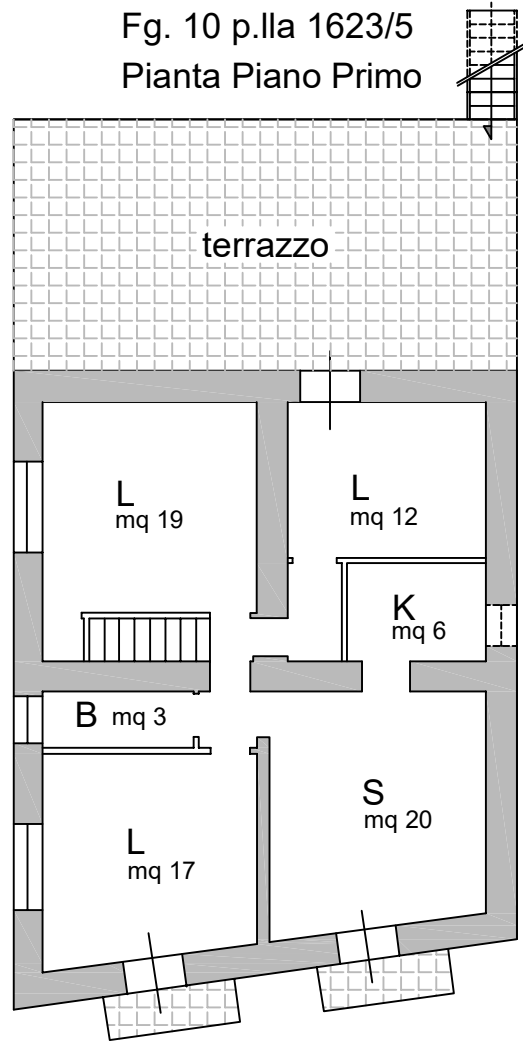 Fg. 10 p.lla 1623/5
Pianta Piano Primo
terrazzo
L
mq 19
L
mq 12
K
mq 6
B mq 3
S
mq 20
L
mq 17